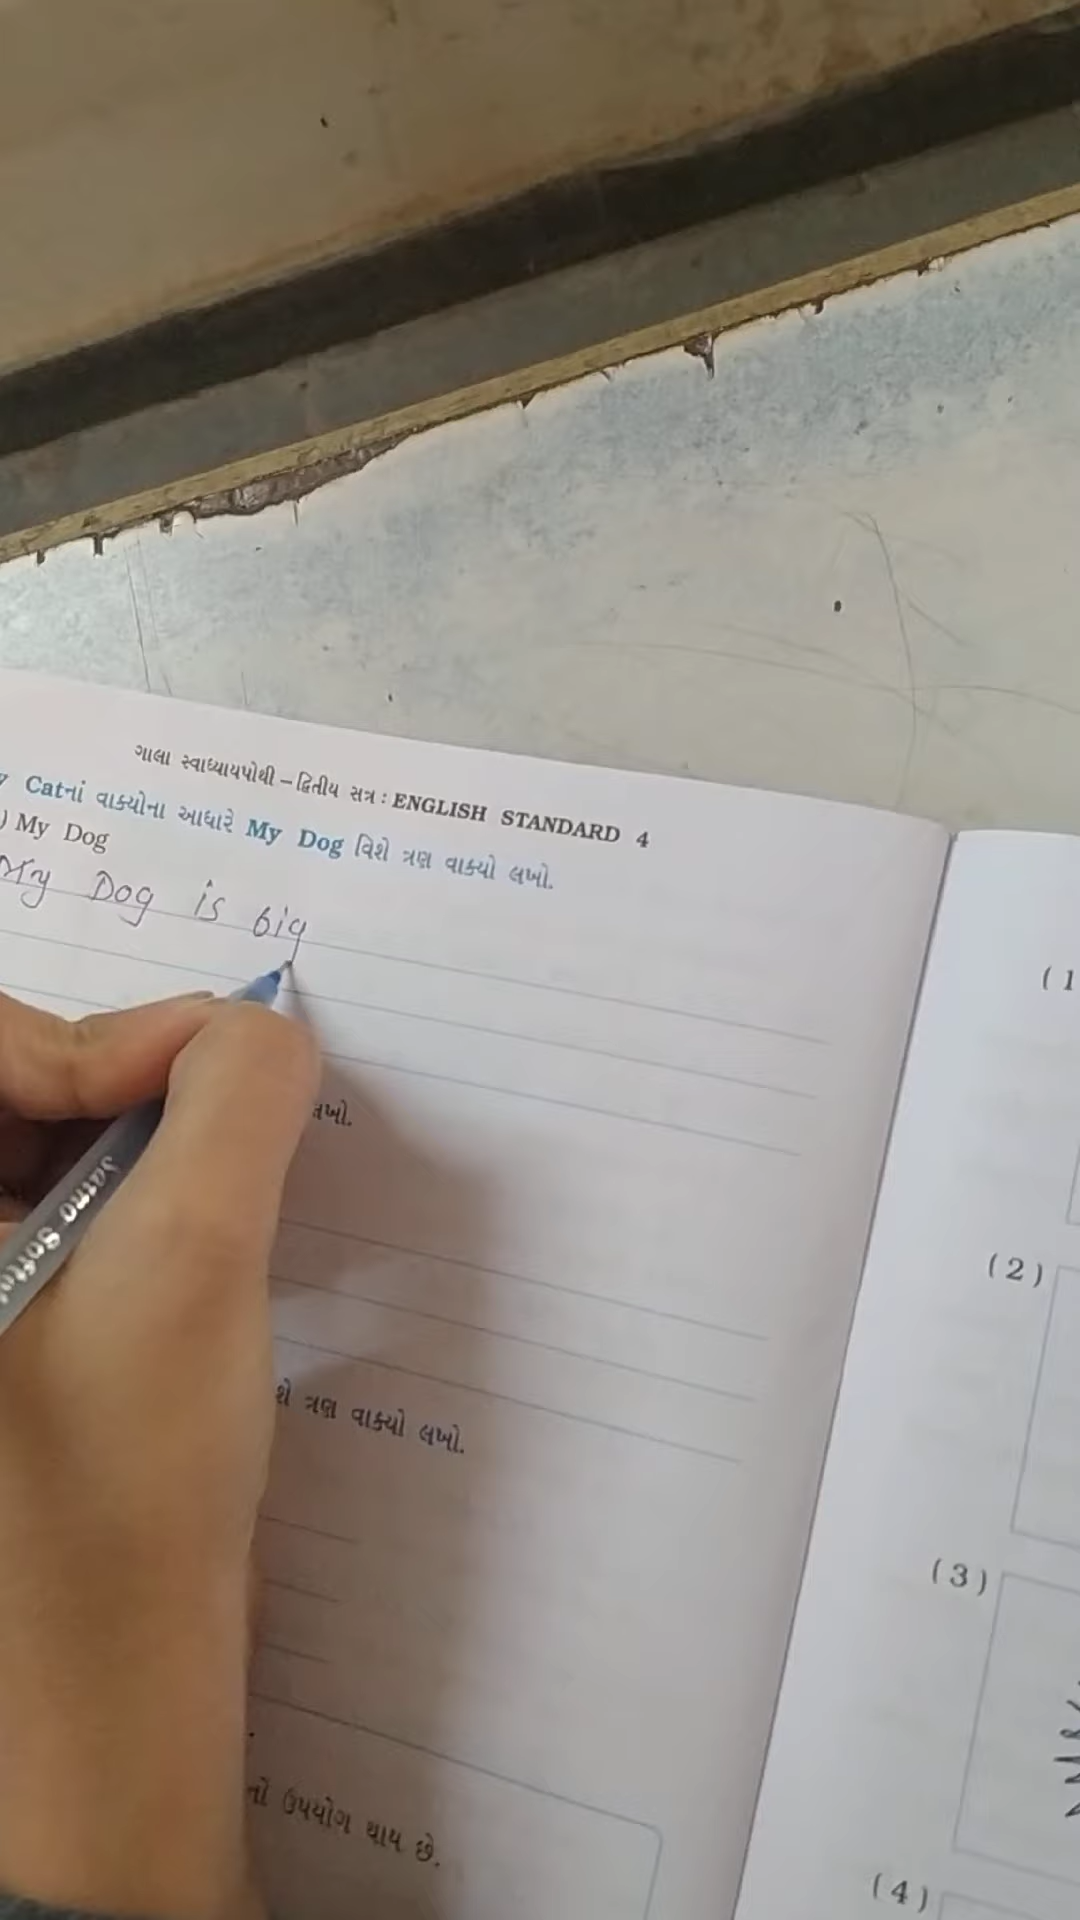 ગાલા સ્વાધ્યાયપોથી – દ્વિતીય સત્ર : ENGLISH STANDARD 4
Catનાં વાક્યોના આધારે My Dog વિશે ત્રણ વાક્યો લખો.
) My Dog
My Dog is big
લખો.
ત્રણ વાક્યો લખો.
ઉપયોગ થાય છે.
(1
(2)
(3)
(4)